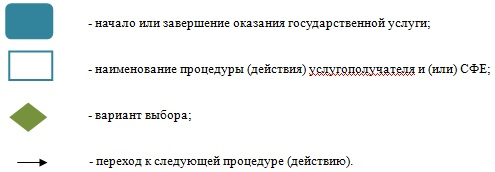 - начало или завершение оказания государственной услуги;
- наименование процедуры (действия) услугополучателя и (или) СФЕ;
- вариант выбора;
- переход к следующей процедуре (действию).